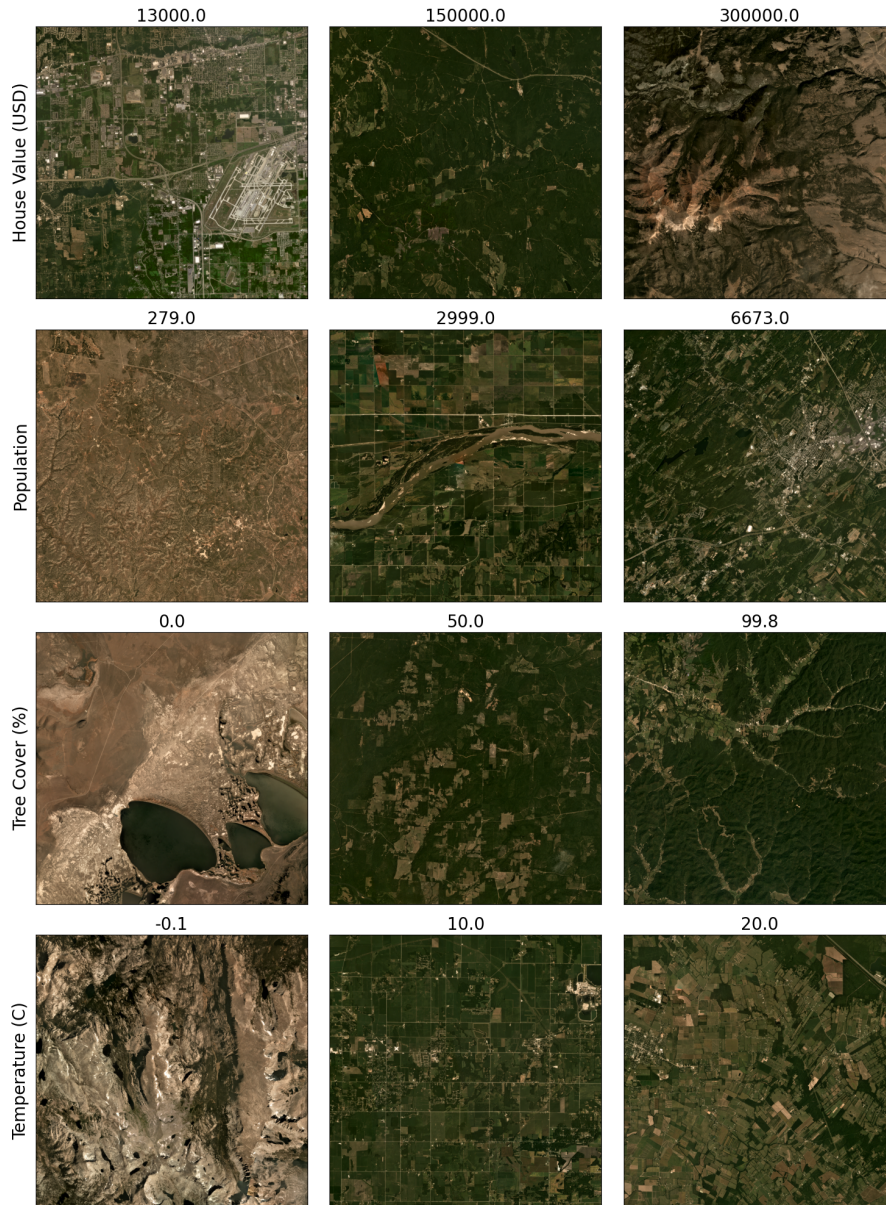 13000.0 150000.0 300000.0
House Value (USD)
279.0 2999.0 6673.0
Population
0.0 50.0 99.8
Tree Cover (%)
-0.1 10.0 20.0
Temperature (C)